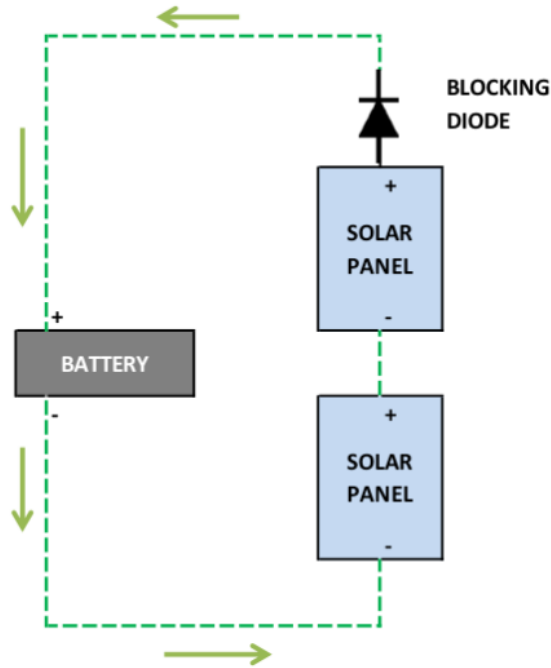 BLOCKING
DIODE
+
SOLAR
PANEL
-
+
BATTERY
-
+
SOLAR
PANEL
-